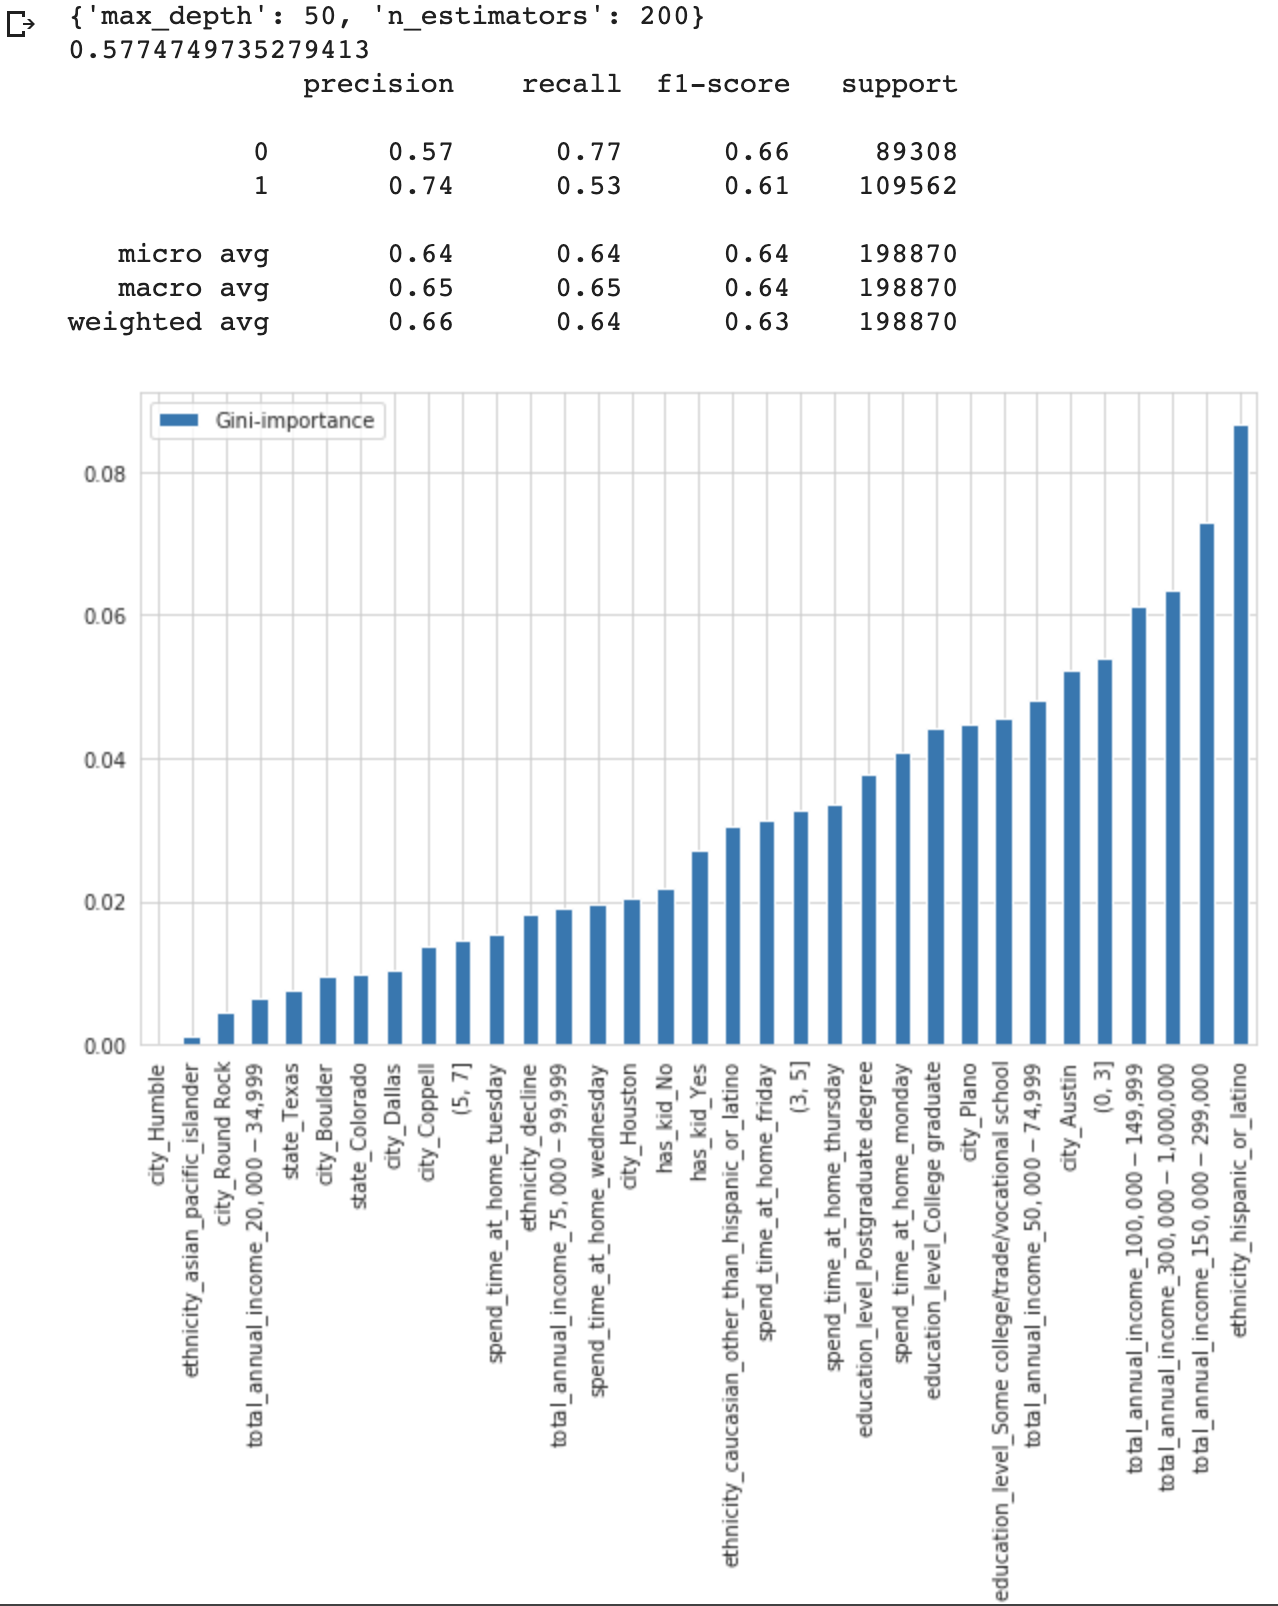 {'max_depth': 50, 'n_estimators': 200}
0.5774749735279413
precision recall f1-score support
0 0.57 0.77 0.66 89308
1 0.74 0.53 0.61 109562
micro avg 0.64 0.64 0.64 198870
macro avg 0.65 0.65 0.64 198870
weighted avg 0.66 0.64 0.63 198870
Gini-importance
0.08
0.06
0.04
0.02
0.00
city_Humble
ethnicity_asian_pacific_islander
city_Round Rock
total_annual_income_20,000-34,999
state_Texas
city_Boulder
state_Colorado
city_Dallas
city_Coppell
(5, 7]
spend_time_at_home_tuesday
ethnicity_decline
total_annual_income_75,000-99,999
spend_time_at_home_wednesday
city_Houston
has_kid_No
has_kid_Yes
ethnicity_caucasian_other_than_hispanic_or_latino
spend_time_at_home_friday
(3, 5]
spend_time_at_home_thursday
education_level_Postgraduate degree
spend_time_at_home_monday
education_level_College graduate
city_Plano
education_level_Some college/trade/vocational school
total_annual_income_50,000-74,999
city_Austin
(0, 3]
total_annual_income_100,000-149,999
total_annual_income_300,000-1,000,000
total_annual_income_150,000-299,000
ethnicity_hispanic_or_latino